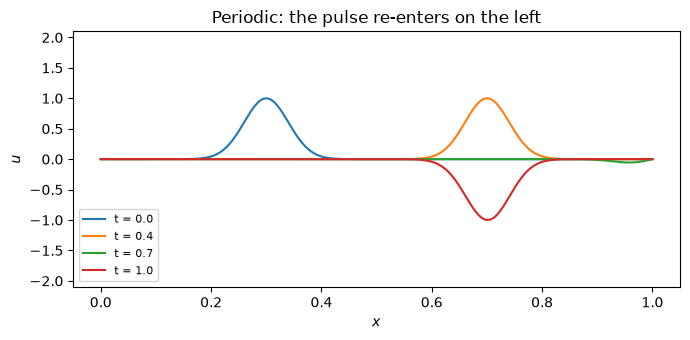 Periodic: the pulse re-enters on the left
u
2.0
1.5
1.0
0.5
0.0
−0.5
−1.0
−1.5
−2.0
t = 0.0
t = 0.4
t = 0.7
t = 1.0
0.0 0.2 0.4 0.6 0.8 1.0
x